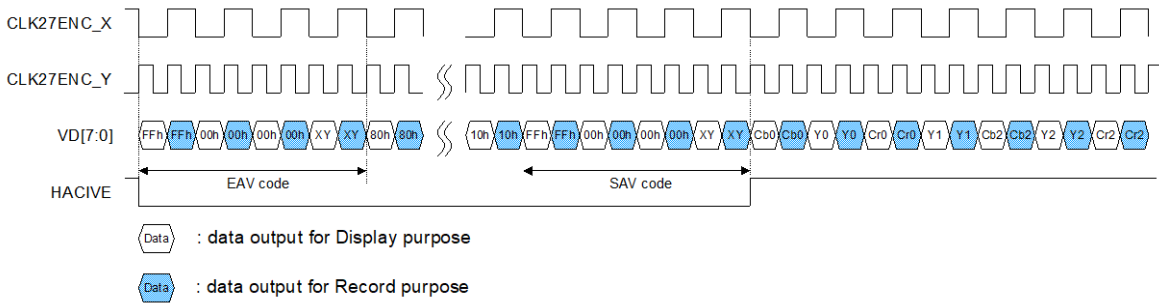 CLK27ENC_X
CLK27ENC_Y
VD[7:0] FFh FFh 00h 00h 00h 00h XY XY 80h 80h 10h 10h FFh FFh 00h 00h 00h 00h XY XY Cb0 Cb0 Y0 Y0 Cr0 Cr0 Y1 Y1 Cb2 Cb2 Y2 Y2 Cr2 Cr2
EAV code SAV code
HACIVE
Data : data output for Display purpose
Data : data output for Record purpose